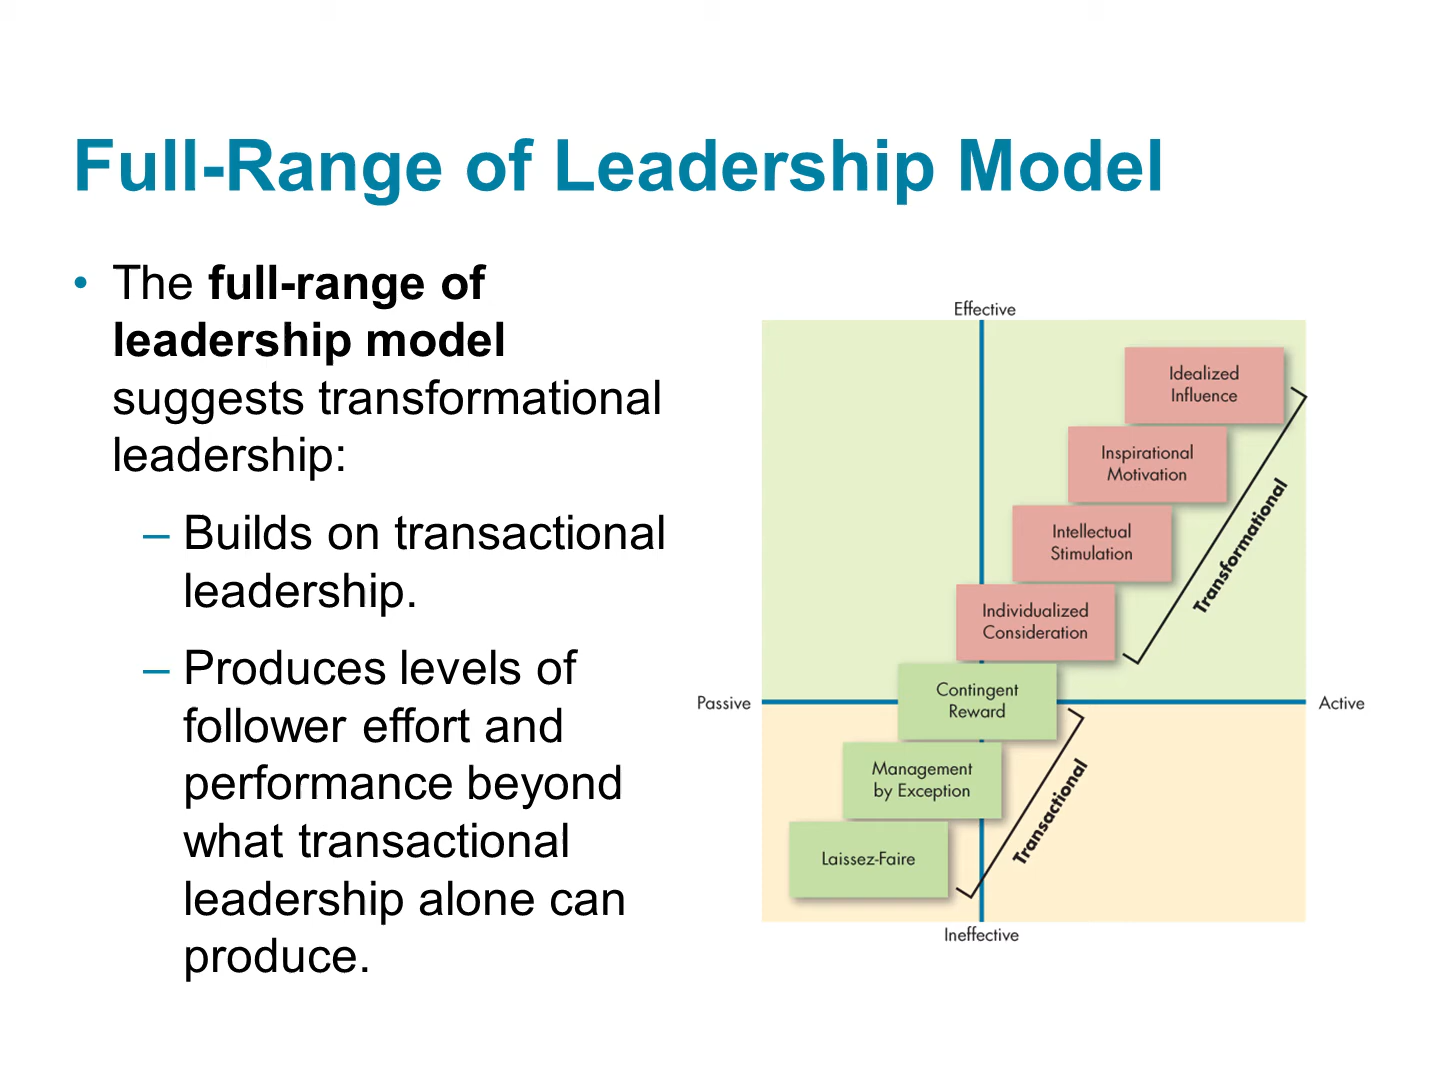 Full-Range of Leadership Model
• The full-range of
leadership model
suggests transformational
leadership:
– Builds on transactional
leadership.
– Produces levels of
follower effort and
performance beyond
what transactional
leadership alone can
produce.
Effective
Idealized
Influence
Inspirational
Motivation
Intellectual
Stimulation
Individualized
Consideration
Transformational
Contingent
Reward
Passive
Active
Management
by Exception
Laissez-Faire
Transactional
Ineffective